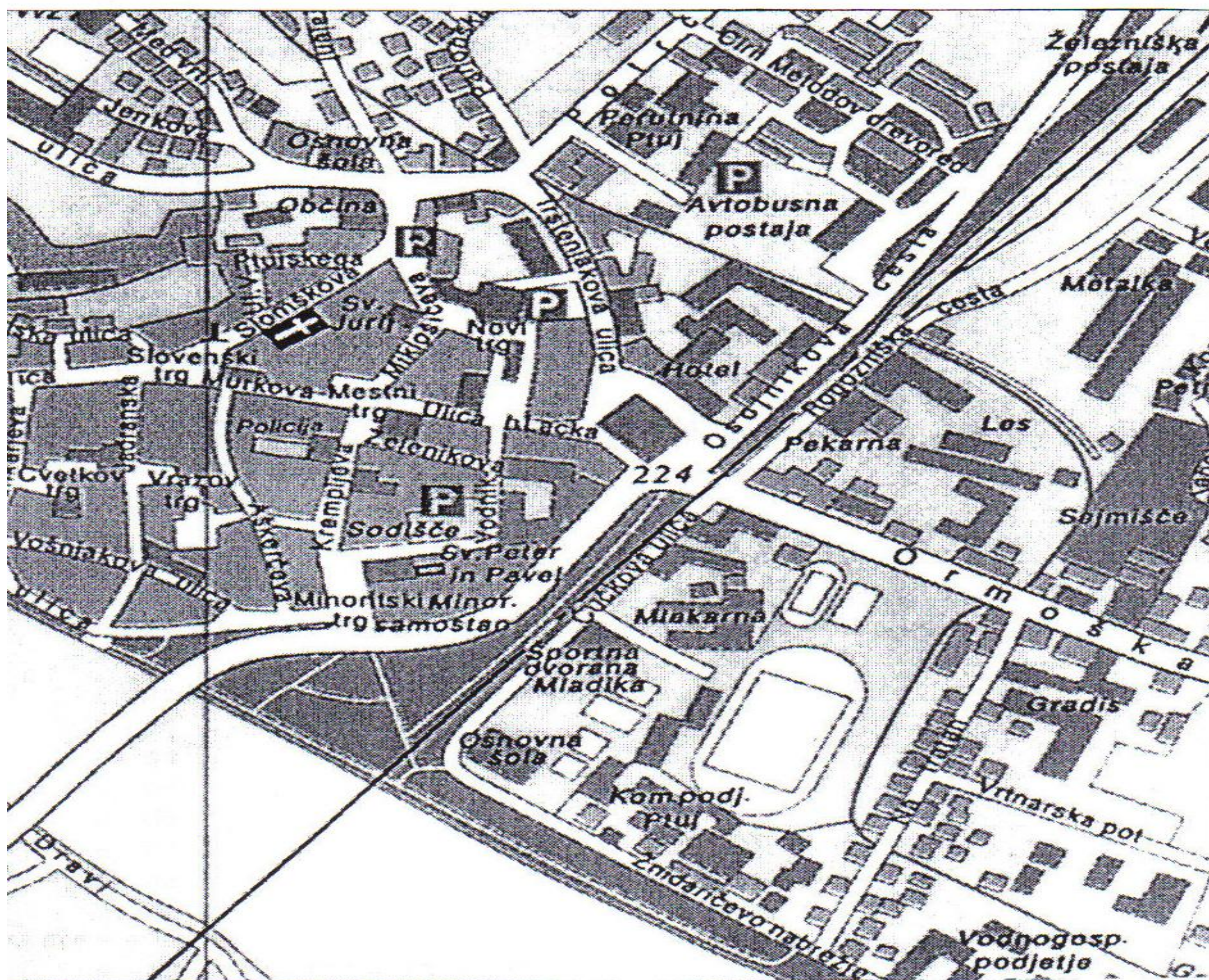 Jenkova
ulica
Osnovna
šola
Občina
Ptujskega
Slomškova
Sv.
Jurij
Miklošičeva
Novi
trg
Trstenjakova ulica
Perutnina
Ptuj
Ciril Metodov drevored
P
Avtobusna
postaja
Železniška
postaja
P
P
Slovenski
trg
Murkova
Mestni
trg
Ulica
Hotel
Osojnikova
cesta
Rogozniška cesta
Metalka
Les
Pekarna
Sejmišče
Policija
Zelenikova
224
Jadranska
Cvetkov
trg
Vrazov
trg
Aškerčeva
Krempljeva
P
Sodišče
Sv. Peter
in Pavel
Vošnjakova ulica
ulica
Minoritski
trg
Minor.
samostan
Čučkova ulica
Ormoška
Mlekarna
Športna
dvorana
Mladika
Gradis
Osnovna
šola
Kom.podj.
Ptuj
Vrtnarska pot
Žnidaričevo nabrežje
Vodnogosp.
podjetje
Dravi